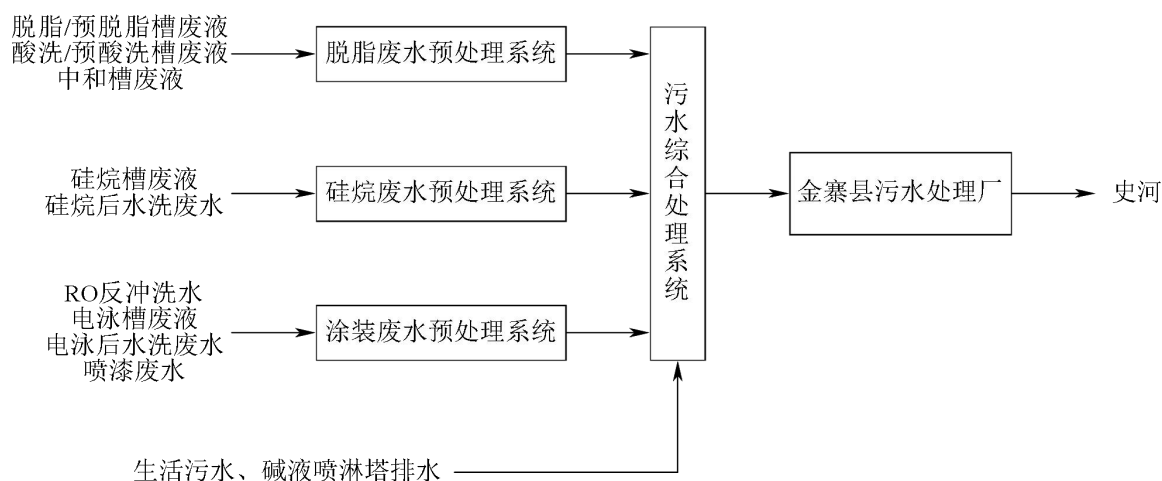 脱脂/预脱脂槽废液
酸洗/预酸洗槽废液
中和槽废液
脱脂废水预处理系统
硅烷槽废液
硅烷后水洗废水
硅烷废水预处理系统
RO反冲洗水
电泳槽废液
电泳后水洗废水
喷漆废水
涂装废水预处理系统
污水综合处理系统
金寨县污水处理厂
史河
生活污水、碱液喷淋塔排水